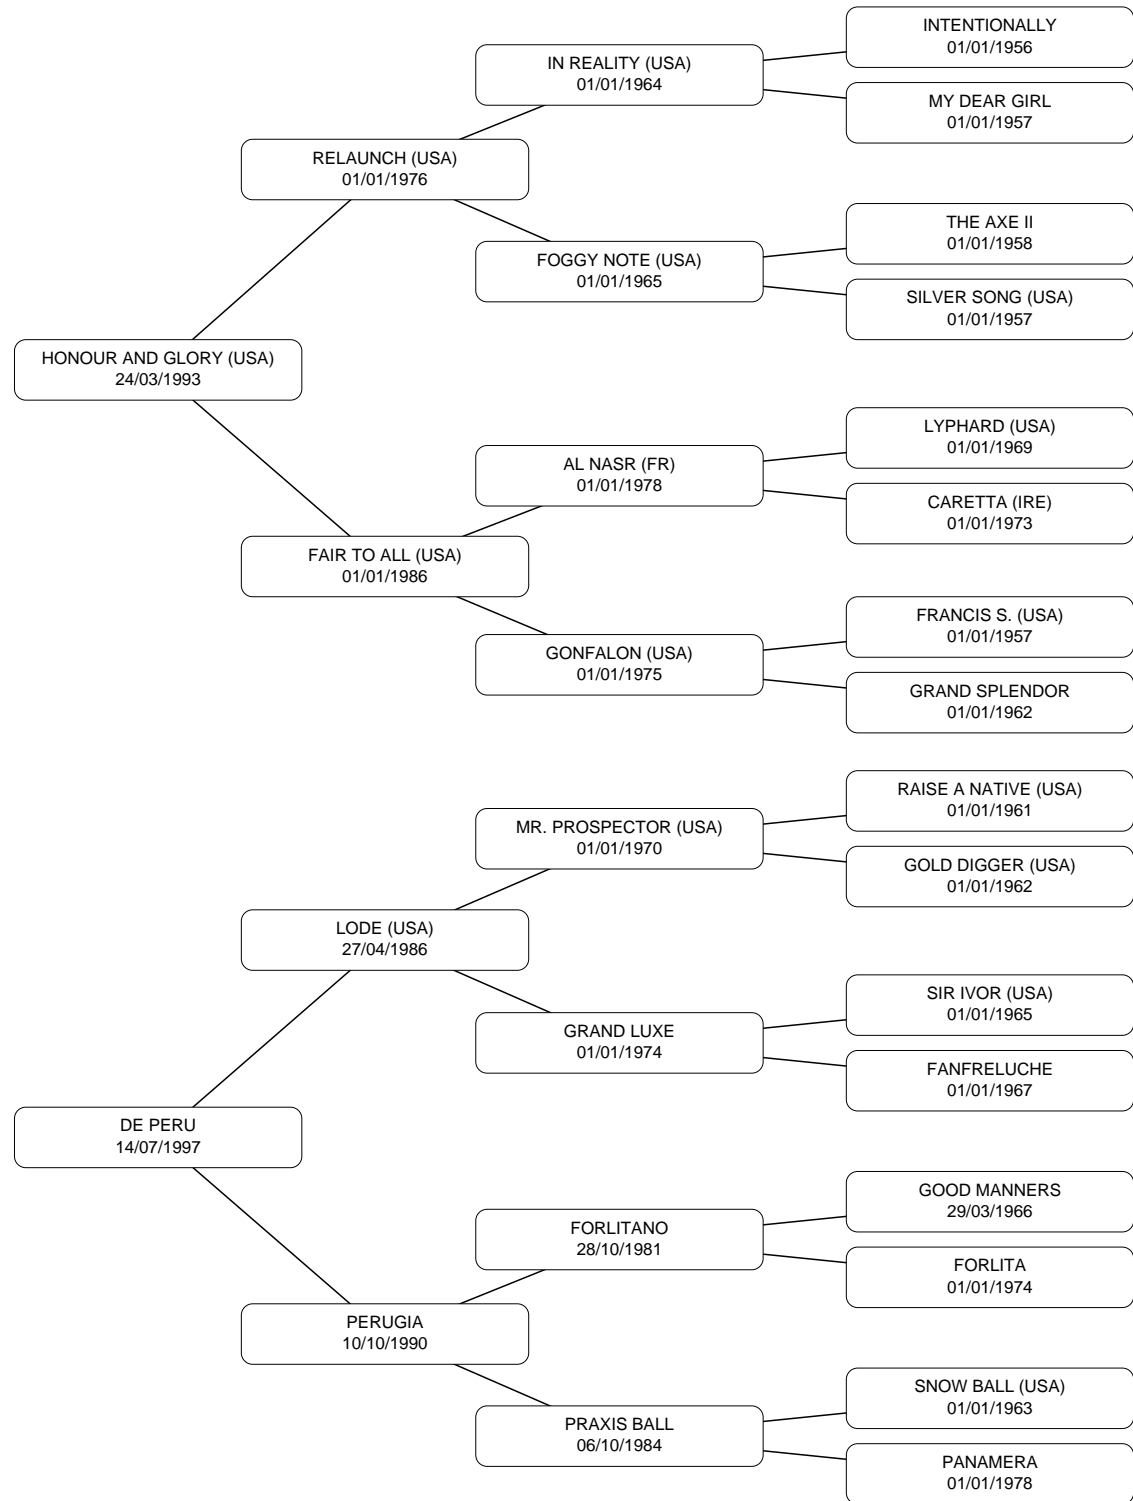 INTENTIONALLY
01/01/1956
IN REALITY (USA)
01/01/1964
MY DEAR GIRL
01/01/1957
RELAUNCH (USA)
01/01/1976
THE AXE II
01/01/1958
FOGGY NOTE (USA)
01/01/1965
SILVER SONG (USA)
01/01/1957
HONOUR AND GLORY (USA)
24/03/1993
LYPHARD (USA)
01/01/1969
AL NASR (FR)
01/01/1978
CARETTA (IRE)
01/01/1973
FAIR TO ALL (USA)
01/01/1986
FRANCIS S. (USA)
01/01/1957
GONFALON (USA)
01/01/1975
GRAND SPLENDOR
01/01/1962
RAISE A NATIVE (USA)
01/01/1961
MR. PROSPECTOR (USA)
01/01/1970
GOLD DIGGER (USA)
01/01/1962
LODE (USA)
27/04/1986
SIR IVOR (USA)
01/01/1965
GRAND LUXE
01/01/1974
FANFRELUCHE
01/01/1967
DE PERU
14/07/1997
GOOD MANNERS
29/03/1966
FORLITANO
28/10/1981
FORLITA
01/01/1974
PERUGIA
10/10/1990
SNOW BALL (USA)
01/01/1963
PRAXIS BALL
06/10/1984
PANAMERA
01/01/1978